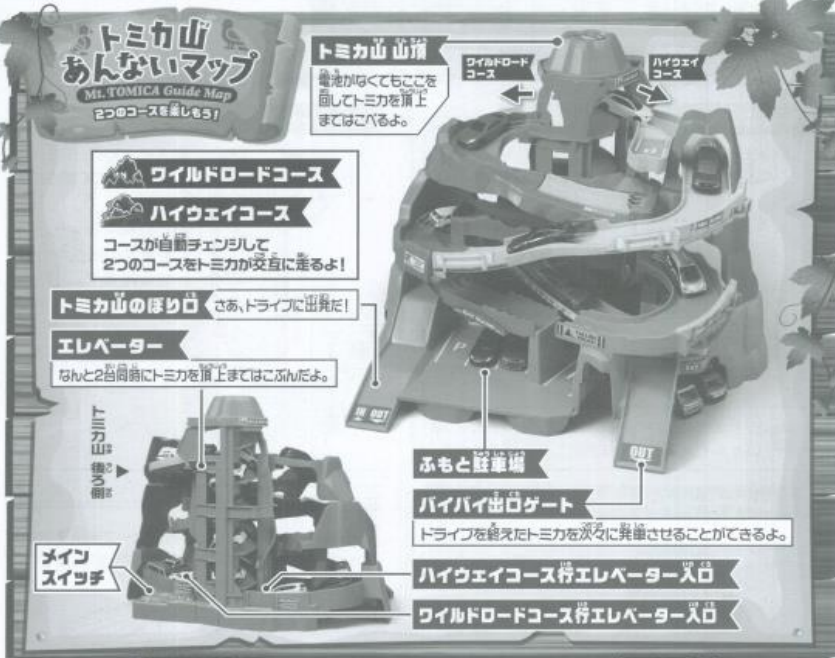 トミカ山
あんないマップ
Mt. TOMICA Guide Map
2つのコースを楽しもう!
トミカ山 山頂
電池がなくてもここを
回してトミカを頂上
まではこべるよ。
ワイルドロード
コース
ハイウェイ
コース
ワイルドロードコース
ハイウェイコース
コースが自動チェンジして
2つのコースをトミカが交互に走るよ!
トミカ山のぼり口
さあ、ドライブに出発だ!
エレベーター
なんと2台同時にトミカを頂上まではこぶんだよ。
P
IN OUT
OUT
トミカ山 後ろ側
ふもと駐車場
バイバイ出口ゲート
ドライブを終えたトミカを次々に発車させることができるよ。
メイン
スイッチ
ハイウェイコース行エレベーター入口
ワイルドロードコース行エレベーター入口